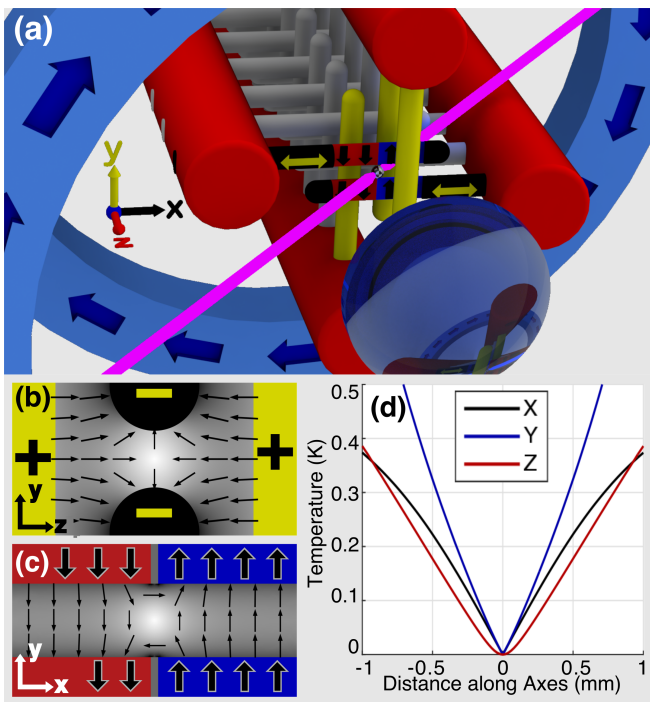 (a)
y
x
z
(b)
+
−
+
−
y
z
(c)
y
x
(d)
X
Y
Z
Temperature (K)
0.5
0.4
0.3
0.2
0.1
0
-1
-0.5
0
0.5
1
Distance along Axes (mm)